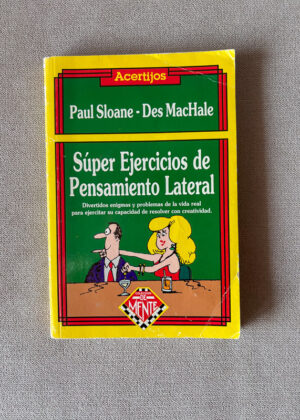 Acertijos
Paul Sloane - Des MacHale
Súper Ejercicios de
Pensamiento Lateral
Divertidos enigmas y problemas de la vida real
para ejercitar su capacidad de resolver con creatividad.
DE
MENTE